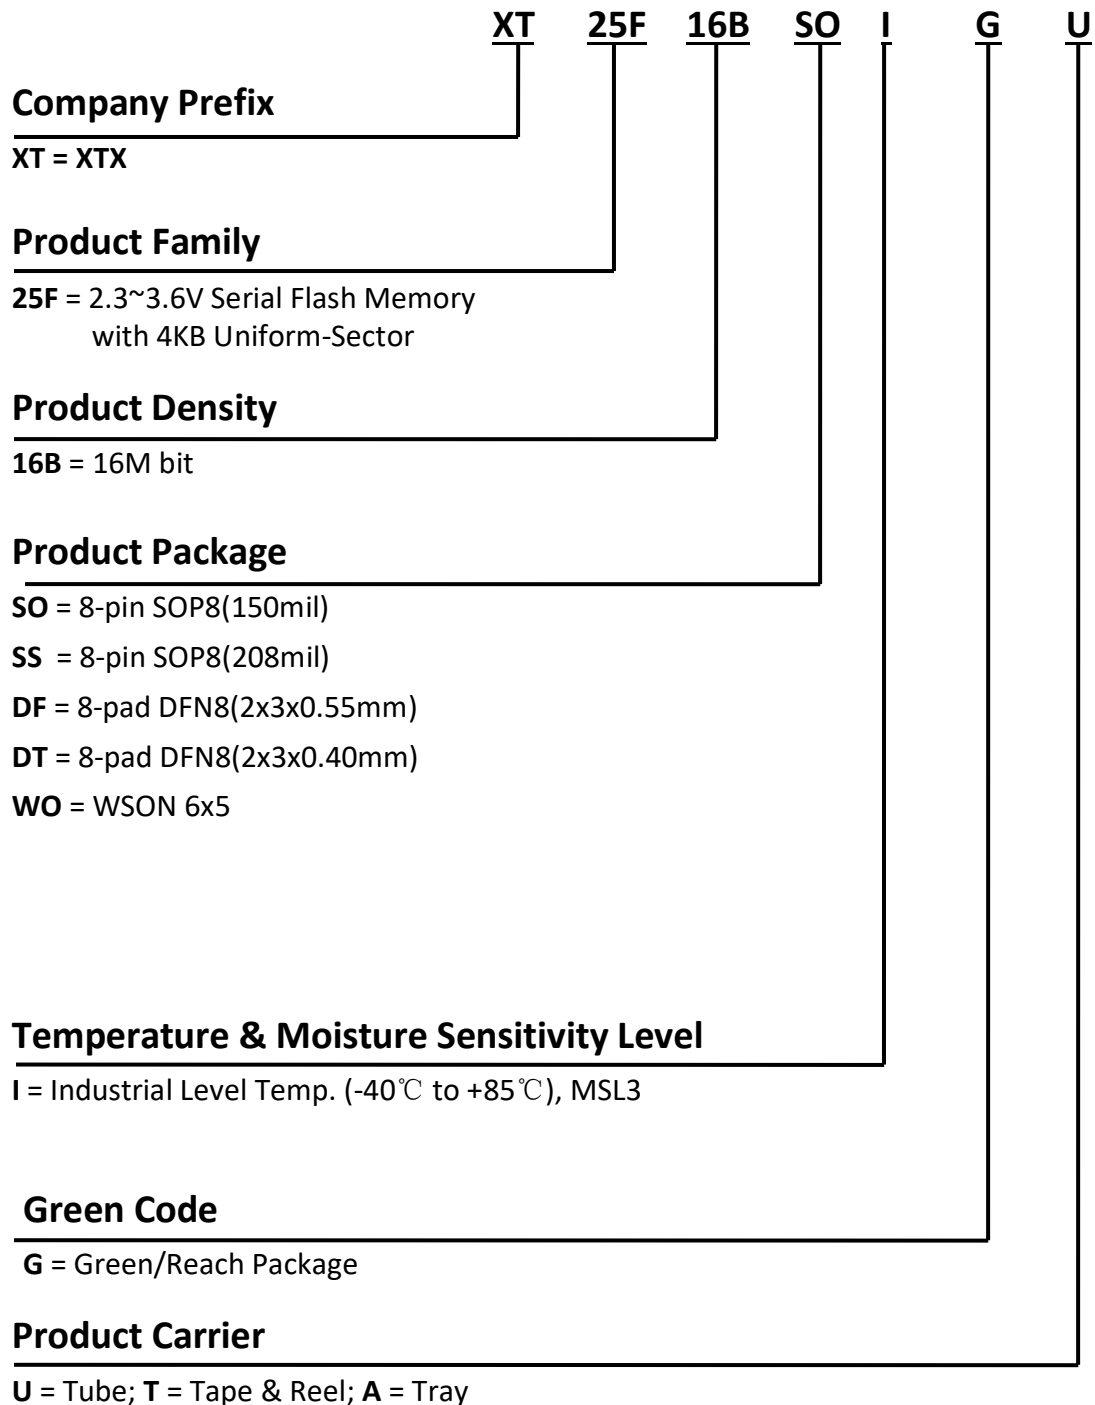 XT 25F 16B SO I G U
Company Prefix
XT = XTX
Product Family
25F = 2.3~3.6V Serial Flash Memory
with 4KB Uniform-Sector
Product Density
16B = 16M bit
Product Package
SO = 8-pin SOP8(150mil)
SS = 8-pin SOP8(208mil)
DF = 8-pad DFN8(2x3x0.55mm)
DT = 8-pad DFN8(2x3x0.40mm)
WO = WSON 6x5
Temperature & Moisture Sensitivity Level
I = Industrial Level Temp. (-40℃ to +85℃), MSL3
Green Code
G = Green/Reach Package
Product Carrier
U = Tube; T = Tape & Reel; A = Tray